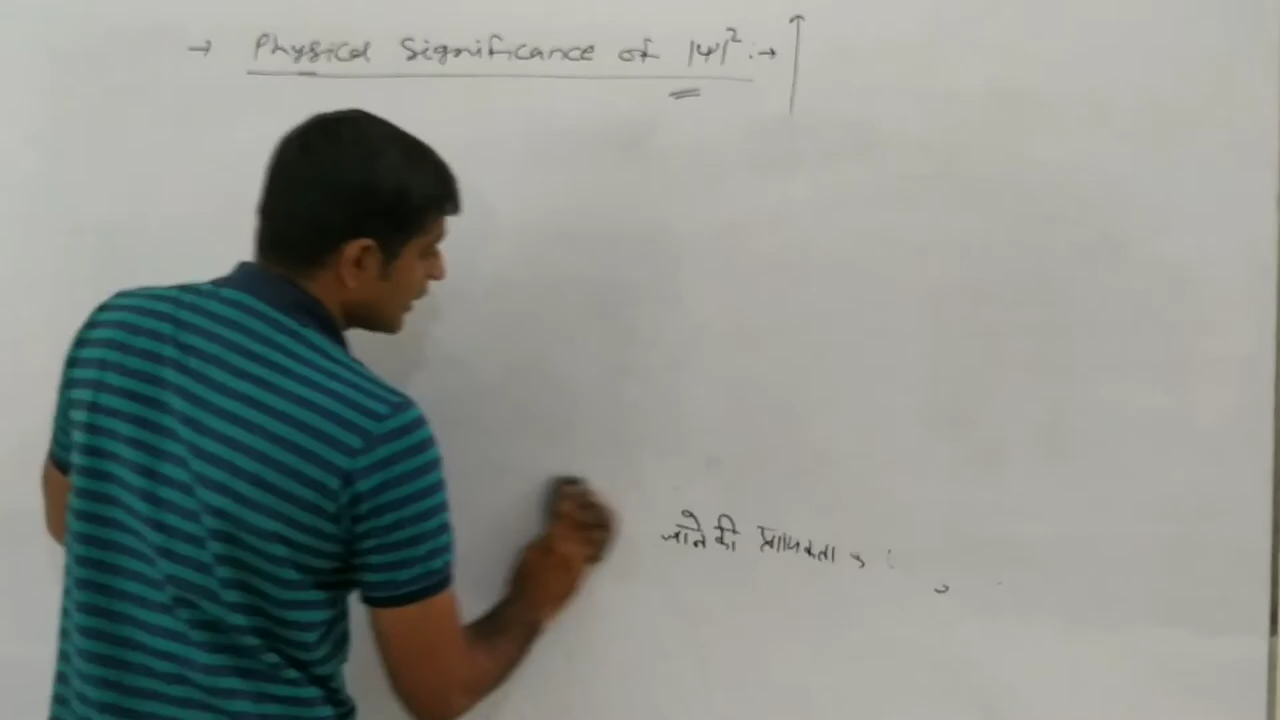 → Physical Significance of |Ψ|² :→
जाने की प्रायिकता